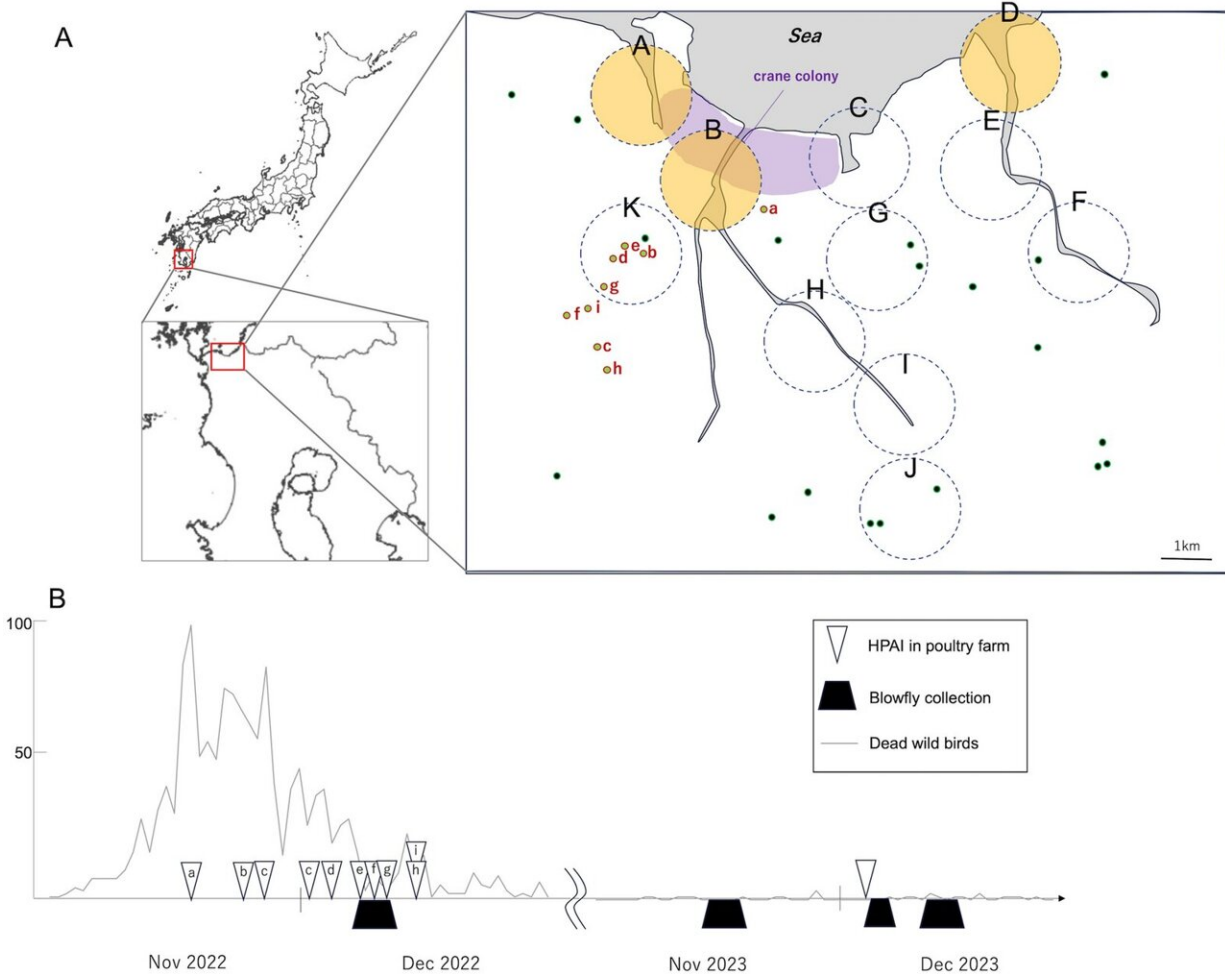 A
Sea
crane colony
A
B
C
D
E
F
G
H
I
J
K
a
b
e
d
g
i
f
c
h
1km
B
100
50
HPAI in poultry farm
Blowfly collection
Dead wild birds
a
b
c
c
d
e
f
g
i
h
Nov 2022
Dec 2022
Nov 2023
Dec 2023